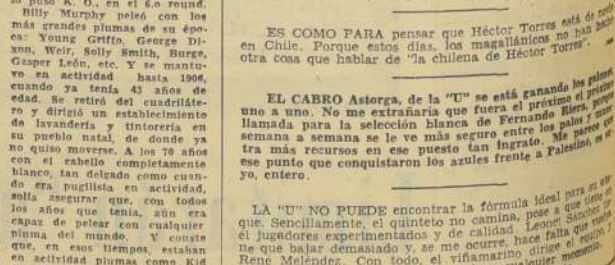 lo puso K. O., en el 6.o round.
Billy Murphy peleó con los
más grandes plumas de su épo-
ca: Young Griffo, George Di-
xon, Weir, Solly Smith, Burge,
Gasper León, etc. Y se mantu-
vo en actividad hasta 1906,
cuando ya tenía 43 años de
edad. Se retiró del cuadriláte-
ro y dirigió un establecimiento
de lavandería y tintorería en
su pueblo natal, de donde ya
no quiso moverse. A los 70 años
con el cabello completamente
blanco, tan delgado como cuan-
do era pugilista en actividad,
solía asegurar que, con todos
los años que tenía, aún era
capaz de pelear con cualquier
pluma del mundo. Y conste
que, en esos tiempos, estaban
en actividad plumas como Kid
ES COMO PARA pensar que Héctor Torres está de
en Chile. Porque estos días, los magallánicos no han
otra cosa que hablar de "la chilena de Héctor Torres".
EL CABRO Astorga, de la "U" se está ganando los
uno a uno. No me extrañaría que fuera el próximo el próximo
llamada para la selección blanca de Fernando Riera,
semana a semana se le ve más seguro entre los palos y
tra más recursos en ese puesto tan ingrato. Me parece que
ese punto que conquistaron los azules frente a Palestino, es
yo, entero.
LA "U" NO PUEDE encontrar la fórmula ideal para su
que. Sencillamente, el quinteto no camina, pese a que tiene
él jugadores experimentados y de calidad. Leonel Sánchez
ne que bajar demasiado y, se me ocurre, hace falta que
René Meléndez. Con todo, el viñamarino dirige el equipo,
momento,